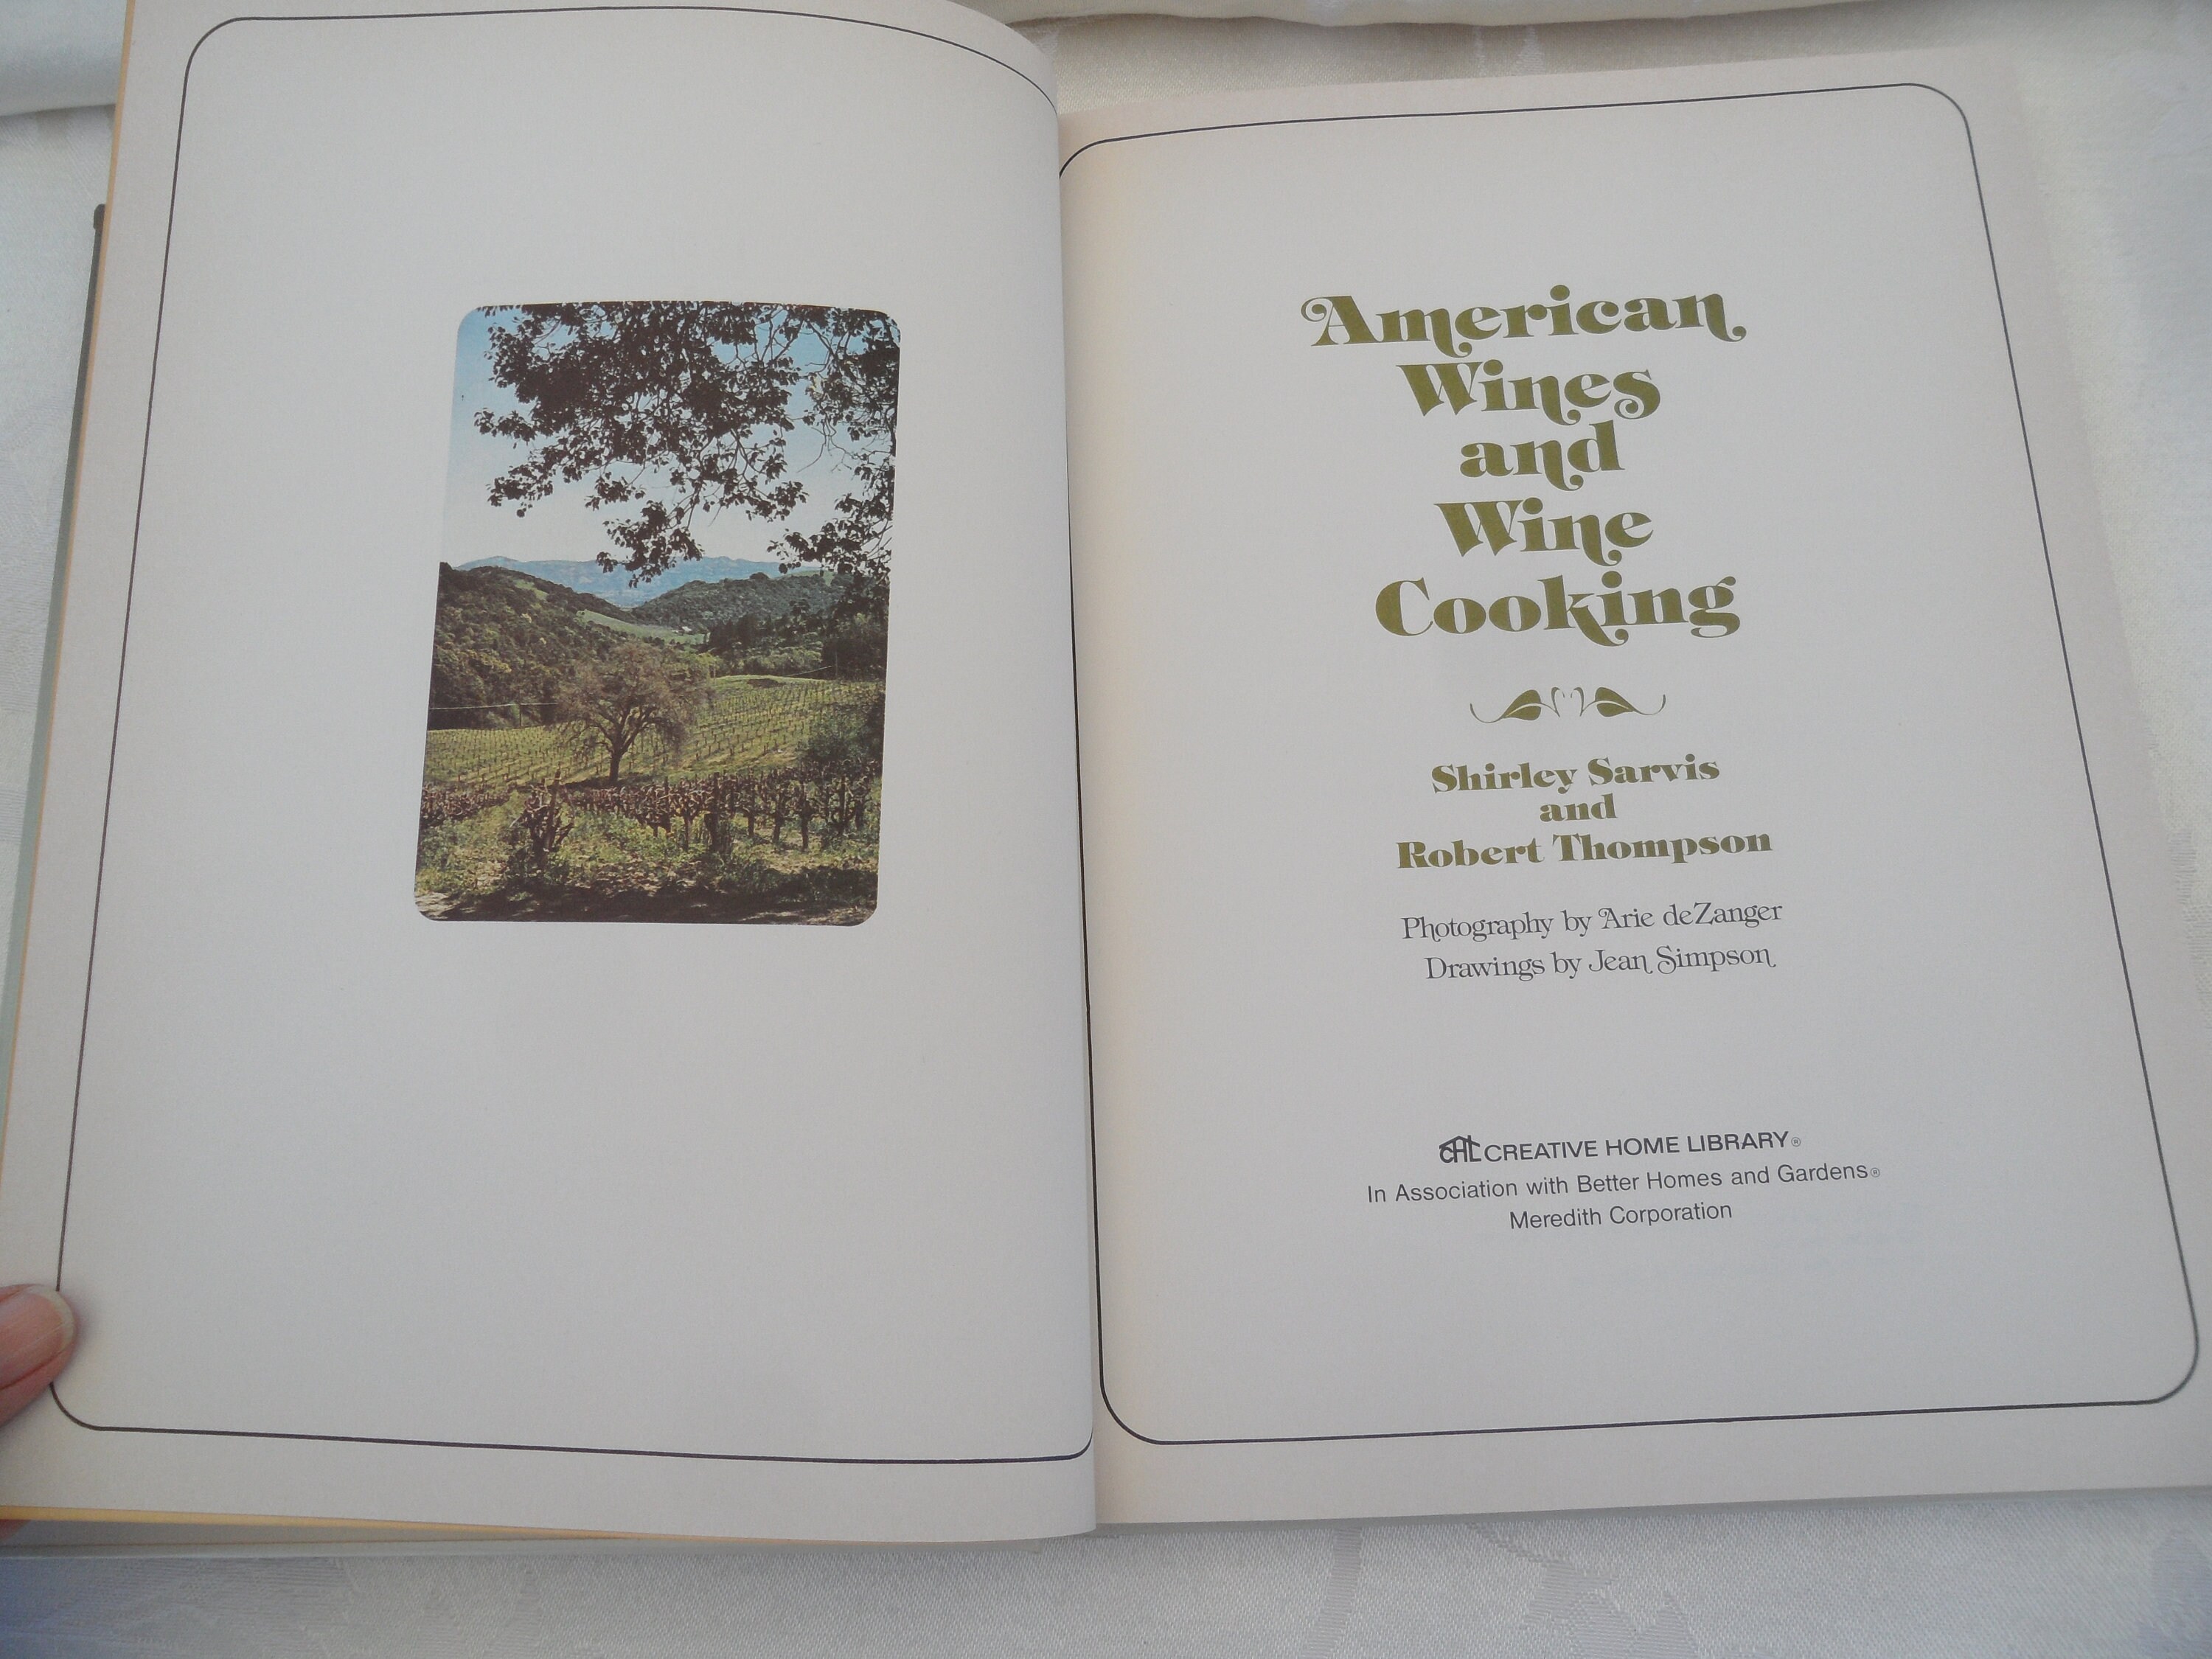 American
Wines
and
Wine
Cooking
Shirley Sarvis
and
Robert Thompson
Photography by Arie deZanger
Drawings by Jean Simpson
CHL CREATIVE HOME LIBRARY®
In Association with Better Homes and Gardens®
Meredith Corporation